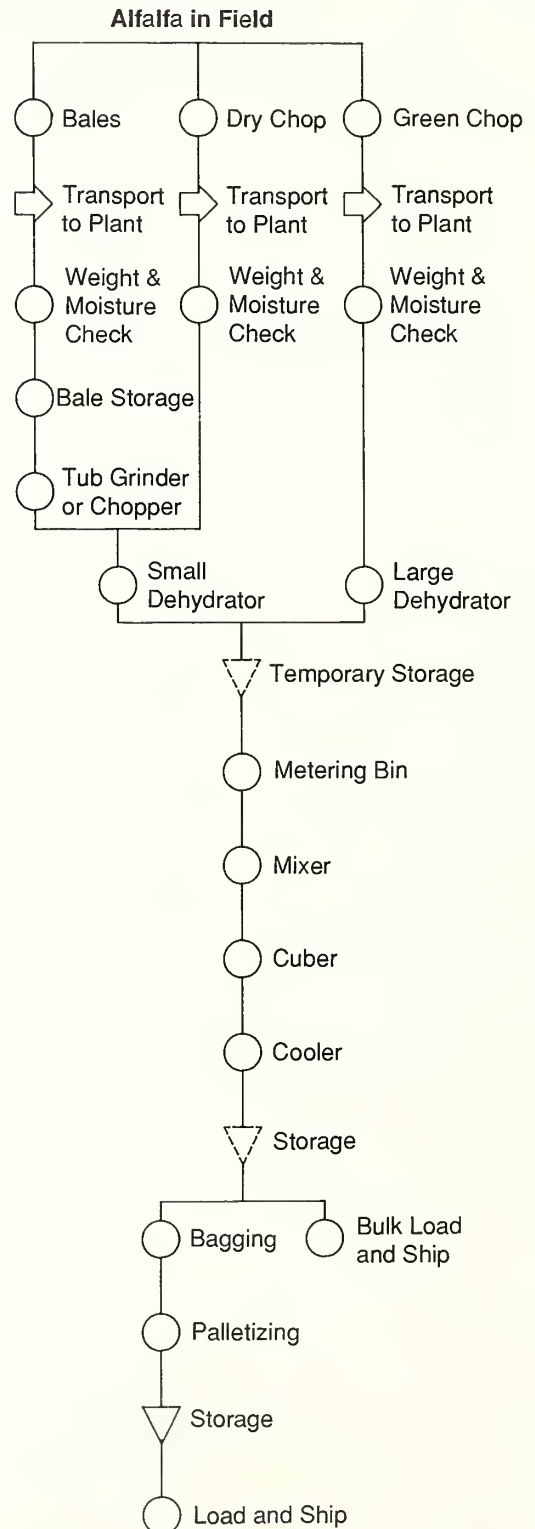 Alfalfa in Field
Bales
Dry Chop
Green Chop
Transport
to Plant
Transport
to Plant
Transport
to Plant
Weight &
Moisture
Check
Weight &
Moisture
Check
Weight &
Moisture
Check
Bale Storage
Tub Grinder
or Chopper
Small
Dehydrator
Large
Dehydrator
Temporary Storage
Metering Bin
Mixer
Cuber
Cooler
Storage
Bagging
Bulk Load
and Ship
Palletizing
Storage
Load and Ship